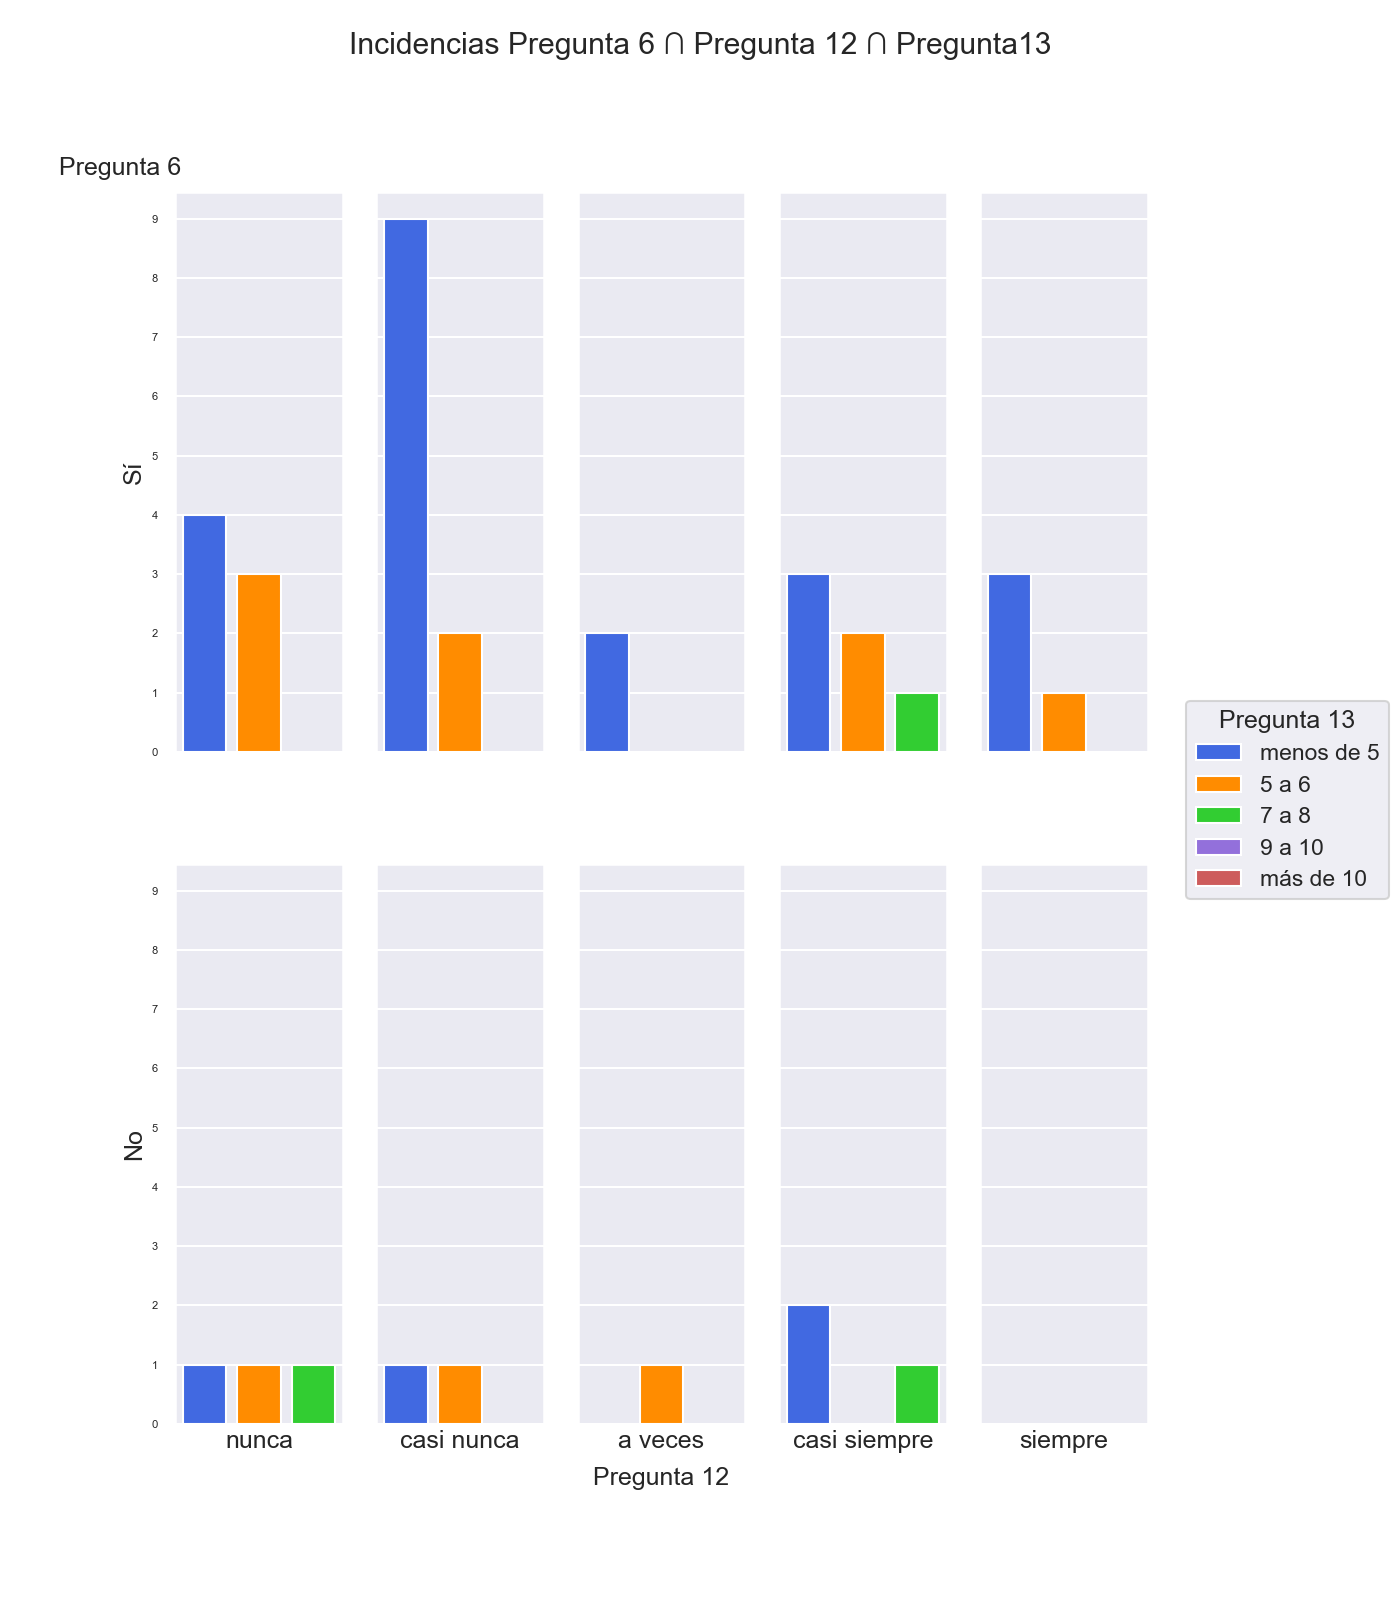 Incidencias Pregunta 6 ∩ Pregunta 12 ∩ Pregunta13
Pregunta 6
9
8
7
6
5
4
3
2
1
0
Sí
Pregunta 13
menos de 5
5 a 6
7 a 8
9 a 10
más de 10
9
8
7
6
5
4
3
2
1
0
No
nunca
casi nunca
a veces
casi siempre
siempre
Pregunta 12